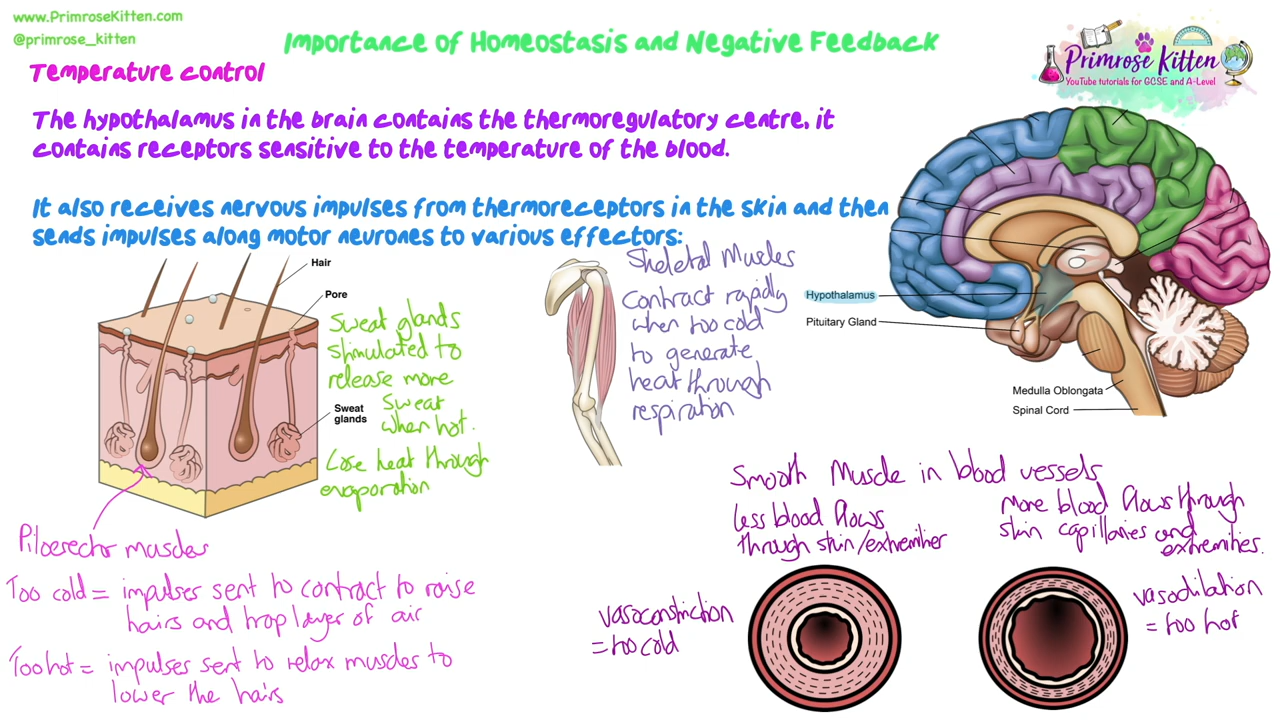 www.PrimroseKitten.com
@primrose_kitten
Importance of Homeostasis and Negative Feedback
Primrose Kitten
YouTube tutorials for GCSE and A-Level
Temperature control
The hypothalamus in the brain contains the thermoregulatory centre, it
contains receptors sensitive to the temperature of the blood.
It also receives nervous impulses from thermoreceptors in the skin and then
sends impulses along motor neurones to various effectors:
Hair
Pore
Sweat glands
stimulated to
release more
Sweat
when hot.
Lose heat through
evaporation
Sweat
glands
Skeletal Muscles
contract rapidly
when too cold
to generate
heat through
respiration
Hypothalamus
Pituitary Gland
Medulla Oblongata
Spinal Cord
Piloerector muscles
Too cold = impulses sent to contract to raise
hairs and trap layer of air
Too hot = impulses sent to relax muscles to
lower the hairs
Smooth Muscle in blood vessels
less blood flows
through skin/extremities
more blood flows through
skin capillaries and
extremities.
vasoconstriction
= too cold
vasodilation
= too hot